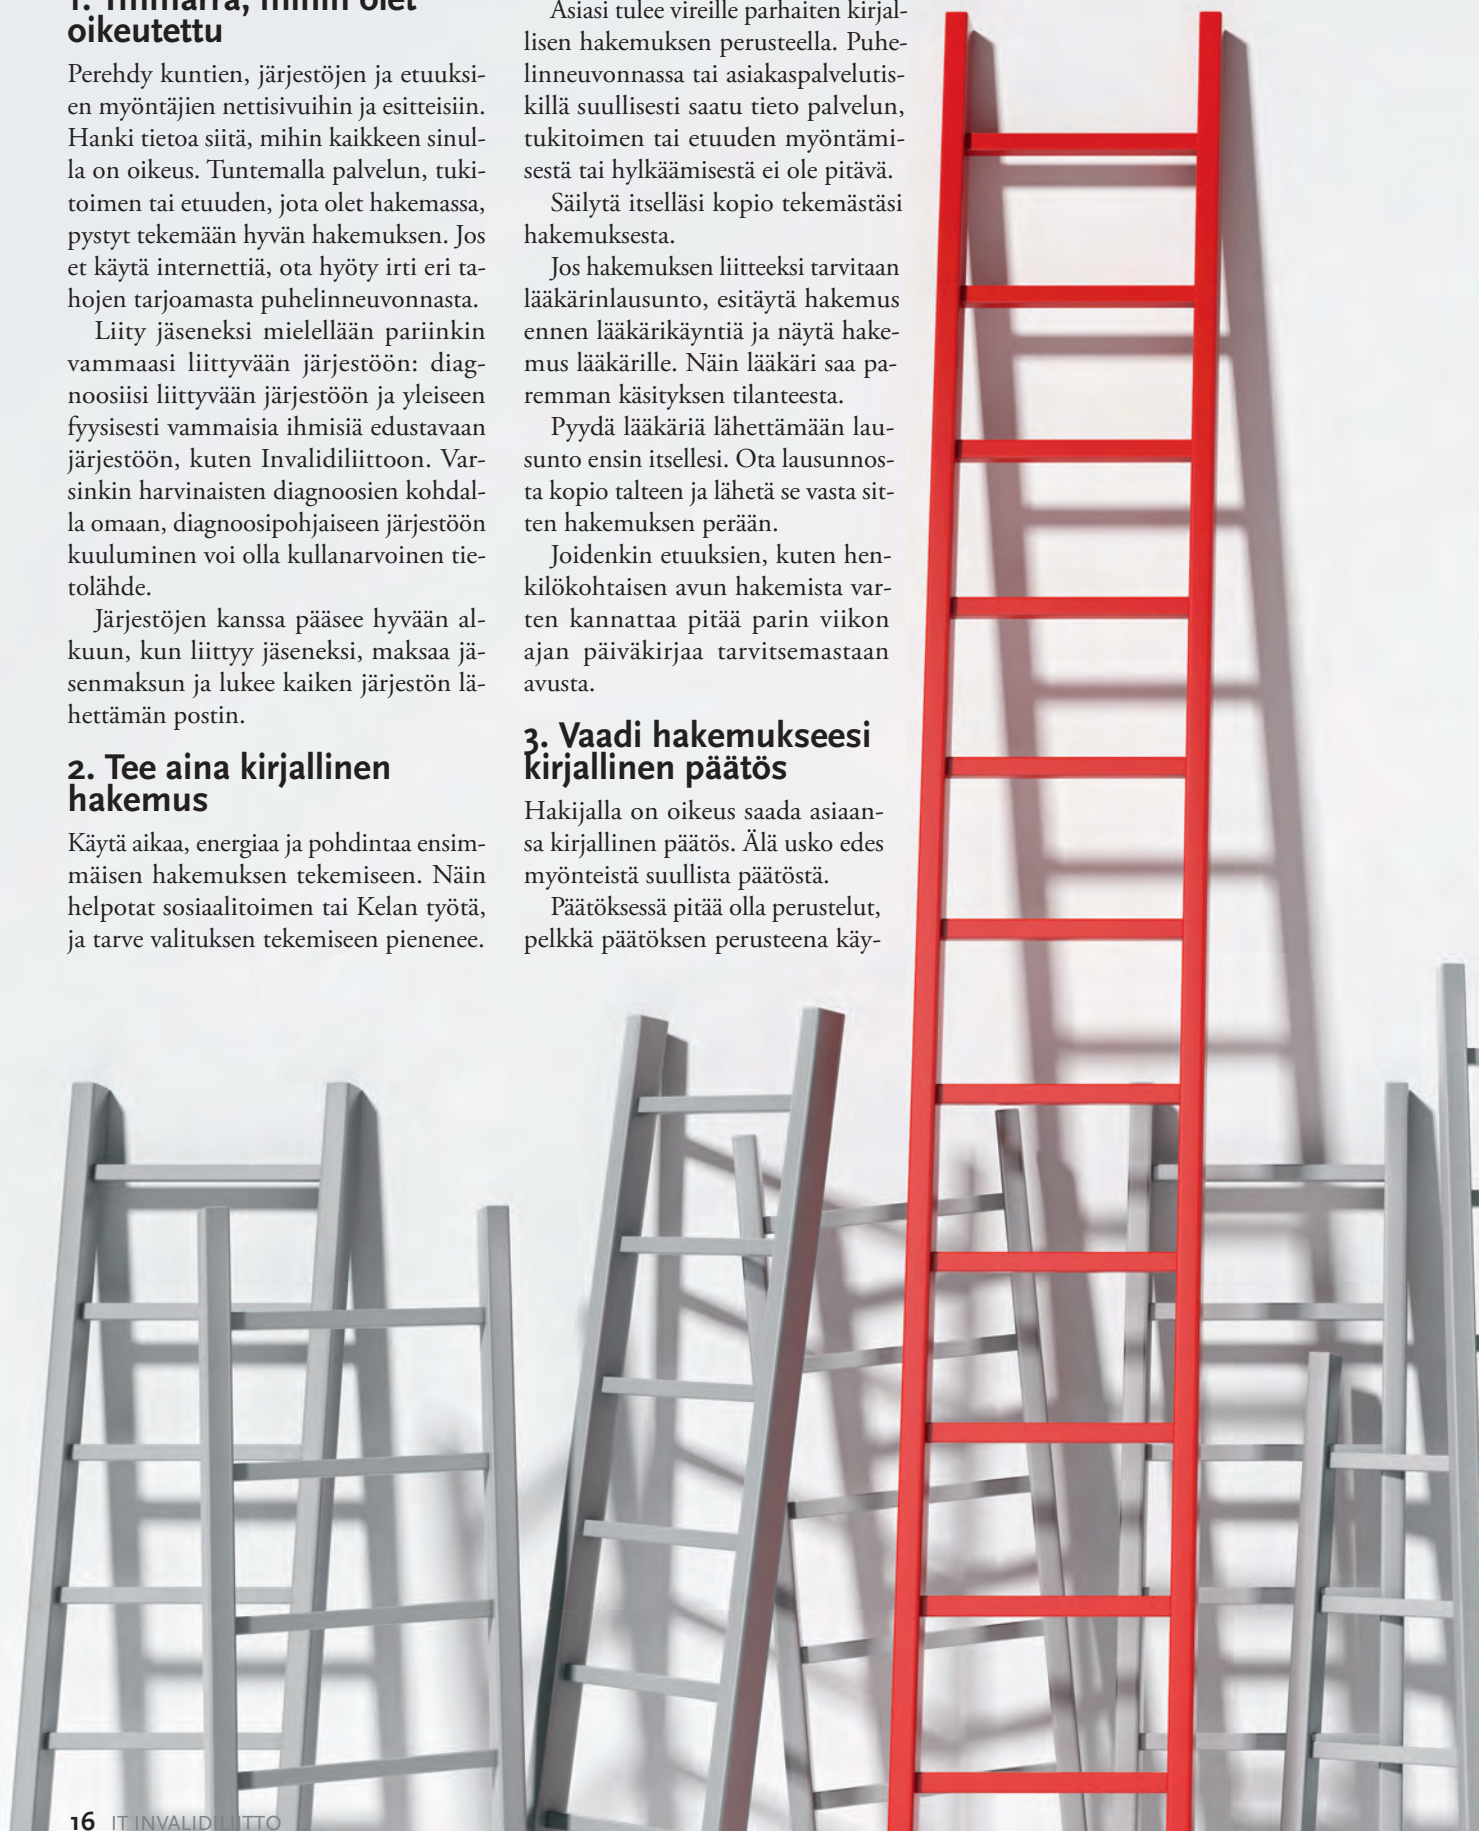 1. Ymmärrä, mihin olet
oikeutettu
Perehdy kuntien, järjestöjen ja etuuksi-
en myöntäjien nettisivuihin ja esitteisiin.
Hanki tietoa siitä, mihin kaikkeen sinul-
la on oikeus. Tuntemalla palvelun, tuki-
toimen tai etuuden, jota olet hakemassa,
pystyt tekemään hyvän hakemuksen. Jos
et käytä internettiä, ota hyöty irti eri ta-
hojen tarjoamasta puhelinneuvonnasta.
Liity jäseneksi mielellään pariinkin
vammaasi liittyvään järjestöön: diag-
noosiisi liittyvään järjestöön ja yleiseen
fyysisesti vammaisia ihmisiä edustavaan
järjestöön, kuten Invalidiliittoon. Var-
sinkin harvinaisten diagnoosien kohdal-
la omaan, diagnoosipohjaiseen järjestöön
kuuluminen voi olla kullanarvoinen tie-
tolähde.
Järjestöjen kanssa pääsee hyvään al-
kuun, kun liittyy jäseneksi, maksaa jä-
senmaksun ja lukee kaiken järjestön lä-
hettämän postin.
2. Tee aina kirjallinen
hakemus
Käytä aikaa, energiaa ja pohdintaa ensim-
mäisen hakemuksen tekemiseen. Näin
helpotat sosiaalitoimen tai Kelan työtä,
ja tarve valituksen tekemiseen pienenee.
Asiasi tulee vireille parhaiten kirjal-
lisen hakemuksen perusteella. Puhe-
linneuvonnassa tai asiakaspalvelutis-
killä suullisesti saatu tieto palvelun,
tukitoimen tai etuuden myöntämi-
sestä tai hylkäämisestä ei ole pitävä.
Säilytä itselläsi kopio tekemästäsi
hakemuksesta.
Jos hakemuksen liitteeksi tarvitaan
lääkärinlausunto, esitäytä hakemus
ennen lääkärikäyntiä ja näytä hake-
mus lääkärille. Näin lääkäri saa pa-
remman käsityksen tilanteesta.
Pyydä lääkäriä lähettämään lau-
sunto ensin itsellesi. Ota lausunnos-
ta kopio talteen ja lähetä se vasta sit-
ten hakemuksen perään.
Joidenkin etuuksien, kuten hen-
kilökohtaisen avun hakemista var-
ten kannattaa pitää parin viikon
ajan päiväkirjaa tarvitsemastaan
avusta.
3. Vaadi hakemukseesi
kirjallinen päätös
Hakijalla on oikeus saada asiaan-
sa kirjallinen päätös. Älä usko edes
myönteistä suullista päätöstä.
Päätöksessä pitää olla perustelut,
pelkkä päätöksen perusteena käy-
16 IT INVALIDILIITTO